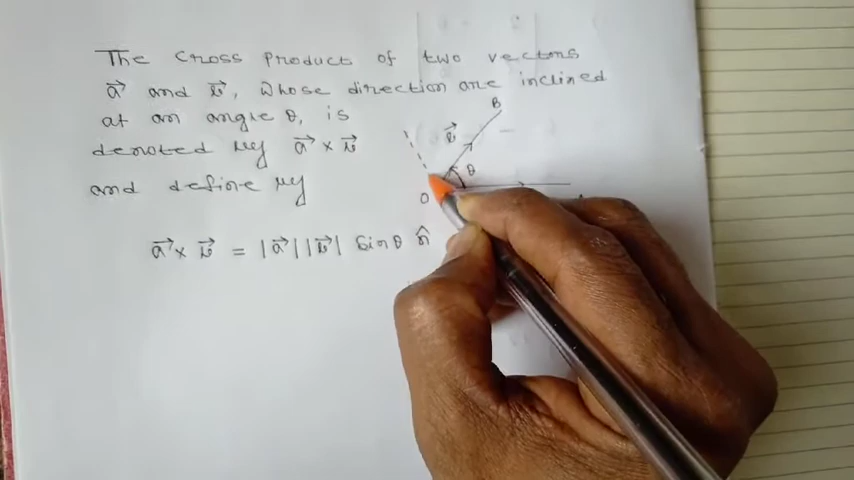 The cross product of two vectors
a⃗ and b⃗, whose direction are inclined
at an angle θ, is
denoted by a⃗ × b⃗
and define by
a⃗ × b⃗ = |a⃗||b⃗| Sinθ n̂
B
b⃗
θ
O